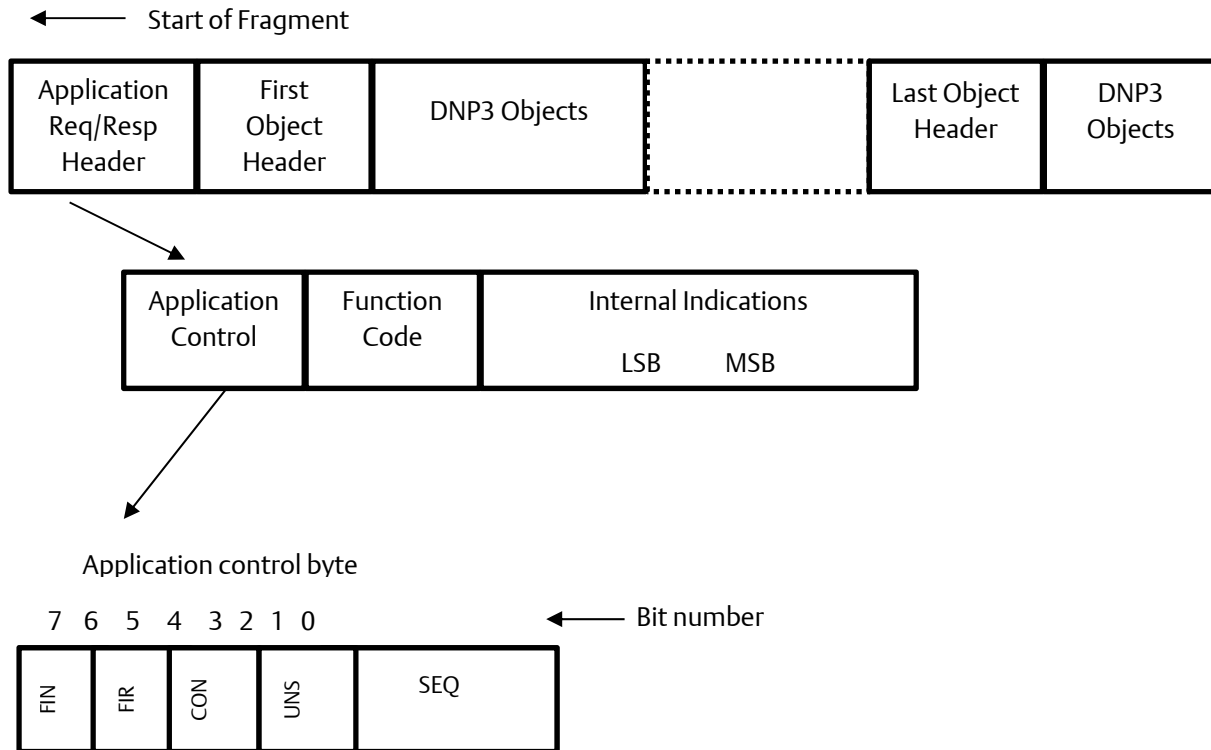 Start of Fragment
Application
Req/Resp
Header
First
Object
Header
DNP3 Objects
Last Object
Header
DNP3
Objects
Application
Control
Function
Code
Internal Indications
LSB MSB
Application control byte
7 6 5 4 3 2 1 0
Bit number
FIN
FIR
CON
UNS
SEQ